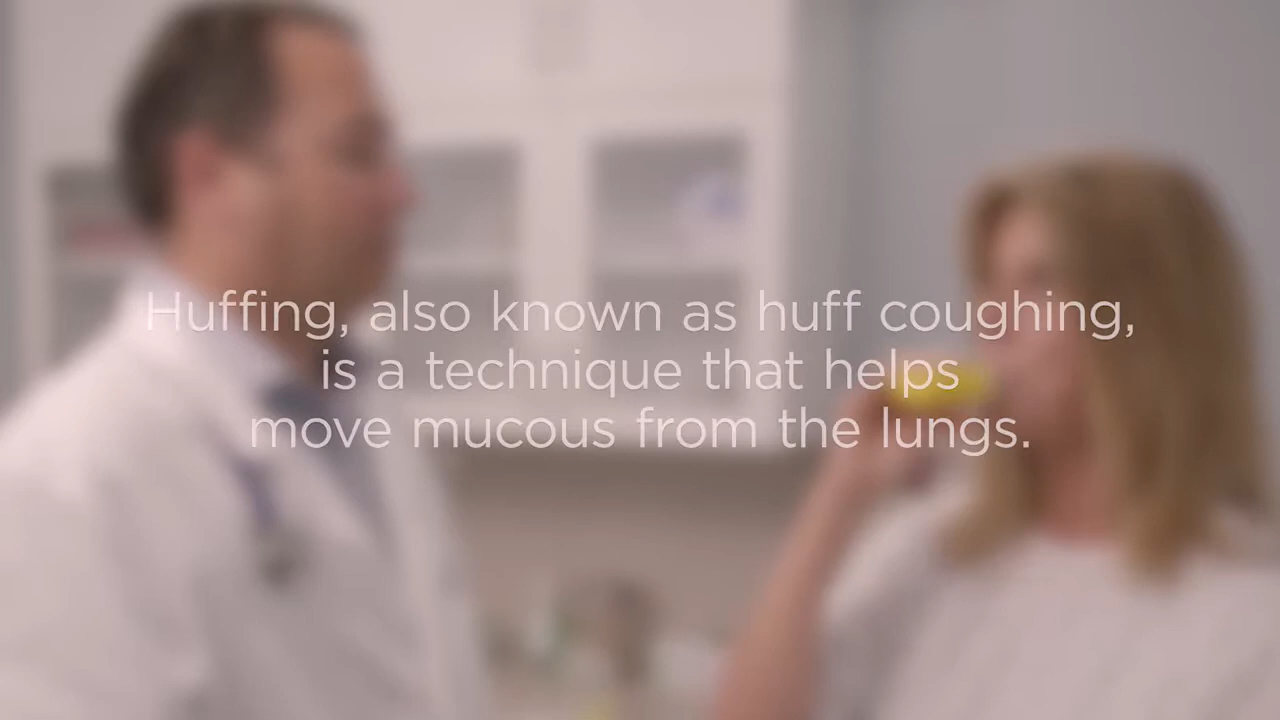 Huffing, also known as huff coughing,
is a technique that helps
move mucous from the lungs.